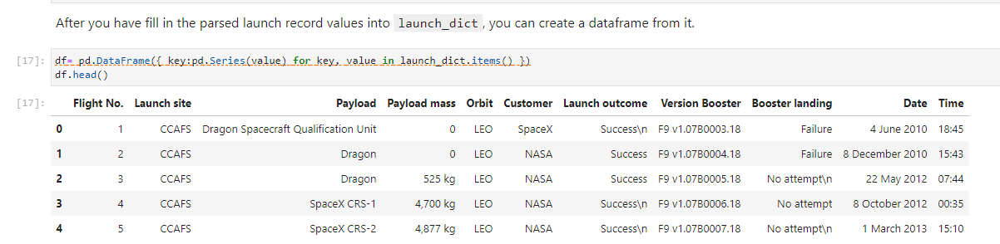 After you have fill in the parsed launch record values into launch_dict , you can create a dataframe from it.
[17]: df= pd.DataFrame({ key:pd.Series(value) for key, value in launch_dict.items() })
df.head()
[17]: Flight No. Launch site Payload Payload mass Orbit Customer Launch outcome Version Booster Booster landing Date Time
0 1 CCAFS Dragon Spacecraft Qualification Unit 0 LEO SpaceX Success\n F9 v1.07B0003.18 Failure 4 June 2010 18:45
1 2 CCAFS Dragon 0 LEO NASA Success F9 v1.07B0004.18 Failure 8 December 2010 15:43
2 3 CCAFS Dragon 525 kg LEO NASA Success F9 v1.07B0005.18 No attempt\n 22 May 2012 07:44
3 4 CCAFS SpaceX CRS-1 4,700 kg LEO NASA Success\n F9 v1.07B0006.18 No attempt 8 October 2012 00:35
4 5 CCAFS SpaceX CRS-2 4,877 kg LEO NASA Success\n F9 v1.07B0007.18 No attempt\n 1 March 2013 15:10